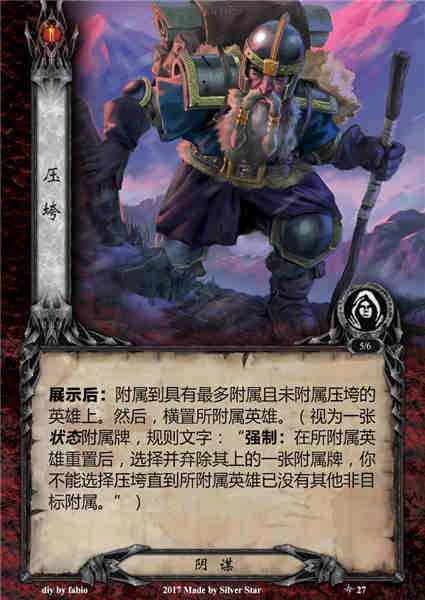 压
垮
5/6
展示后：附属到具有最多附属且未附属压垮的
英雄上。然后，横置所附属英雄。（视为一张
状态附属牌，规则文字：“强制：在所附属英
雄重置后，选择并弃除其上的一张附属牌，你
不能选择压垮直到所附属英雄已没有其他非目
标附属。”）
阴 谋
diy by fabio
2017 Made by Silver Star
27